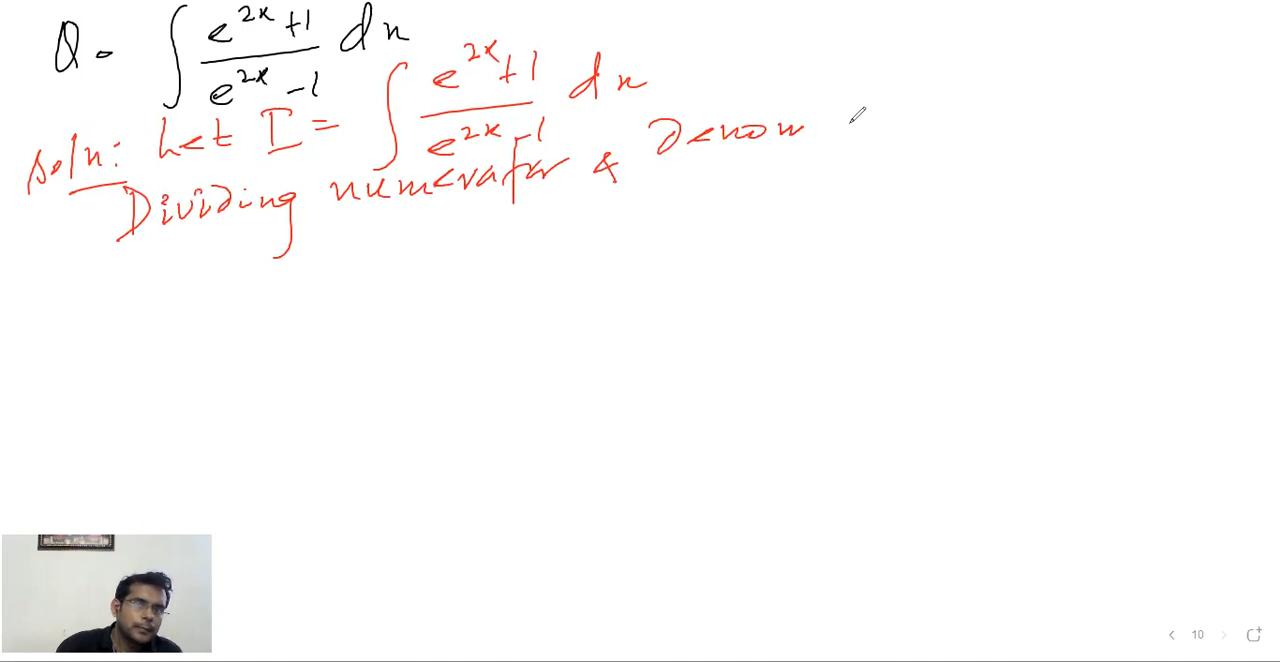 Q- ∫ (e^{2x} +1)/(e^{2x} -1) dx
Soln: Let I = ∫ (e^{2x}+1)/(e^{2x} -1) dx
Dividing numerator & Denom
10